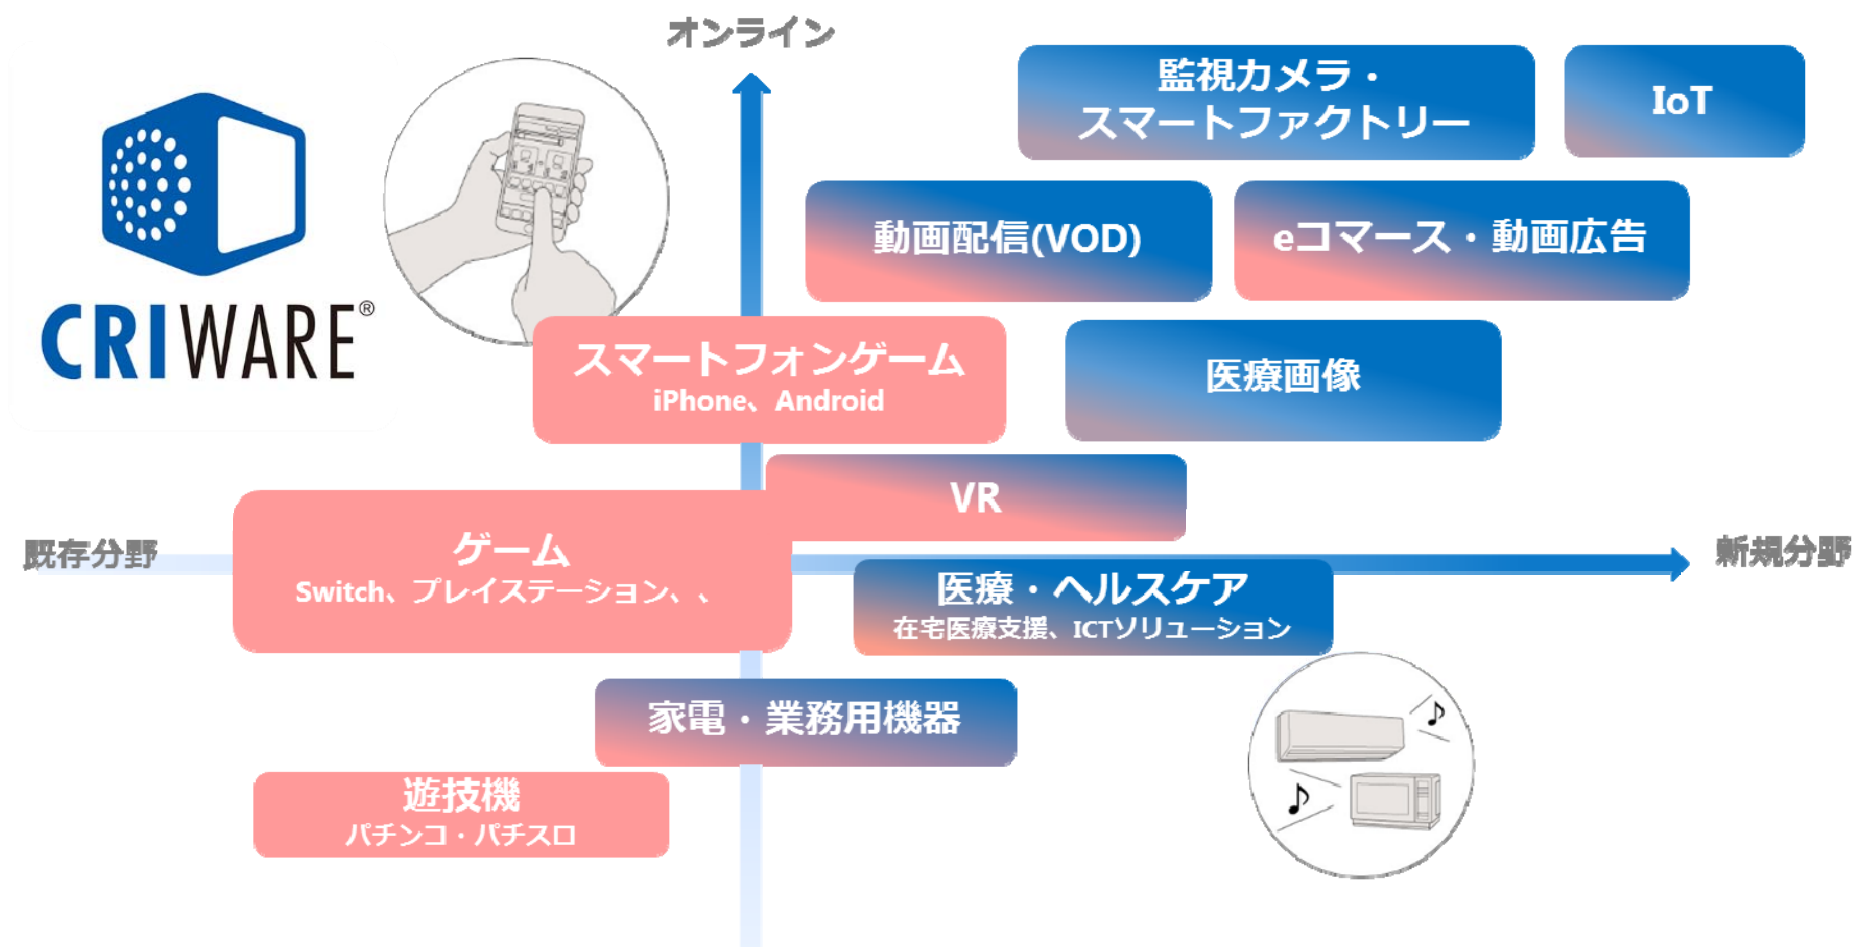 オンライン
監視カメラ・
スマートファクトリー
IoT
動画配信(VOD)
eコマース・動画広告
CRIWARE®
スマートフォンゲーム
iPhone、Android
医療画像
VR
既存分野
ゲーム
Switch、プレイステーション、、
新規分野
医療・ヘルスケア
在宅医療支援、ICTソリューション
家電・業務用機器
遊技機
パチンコ・パチスロ